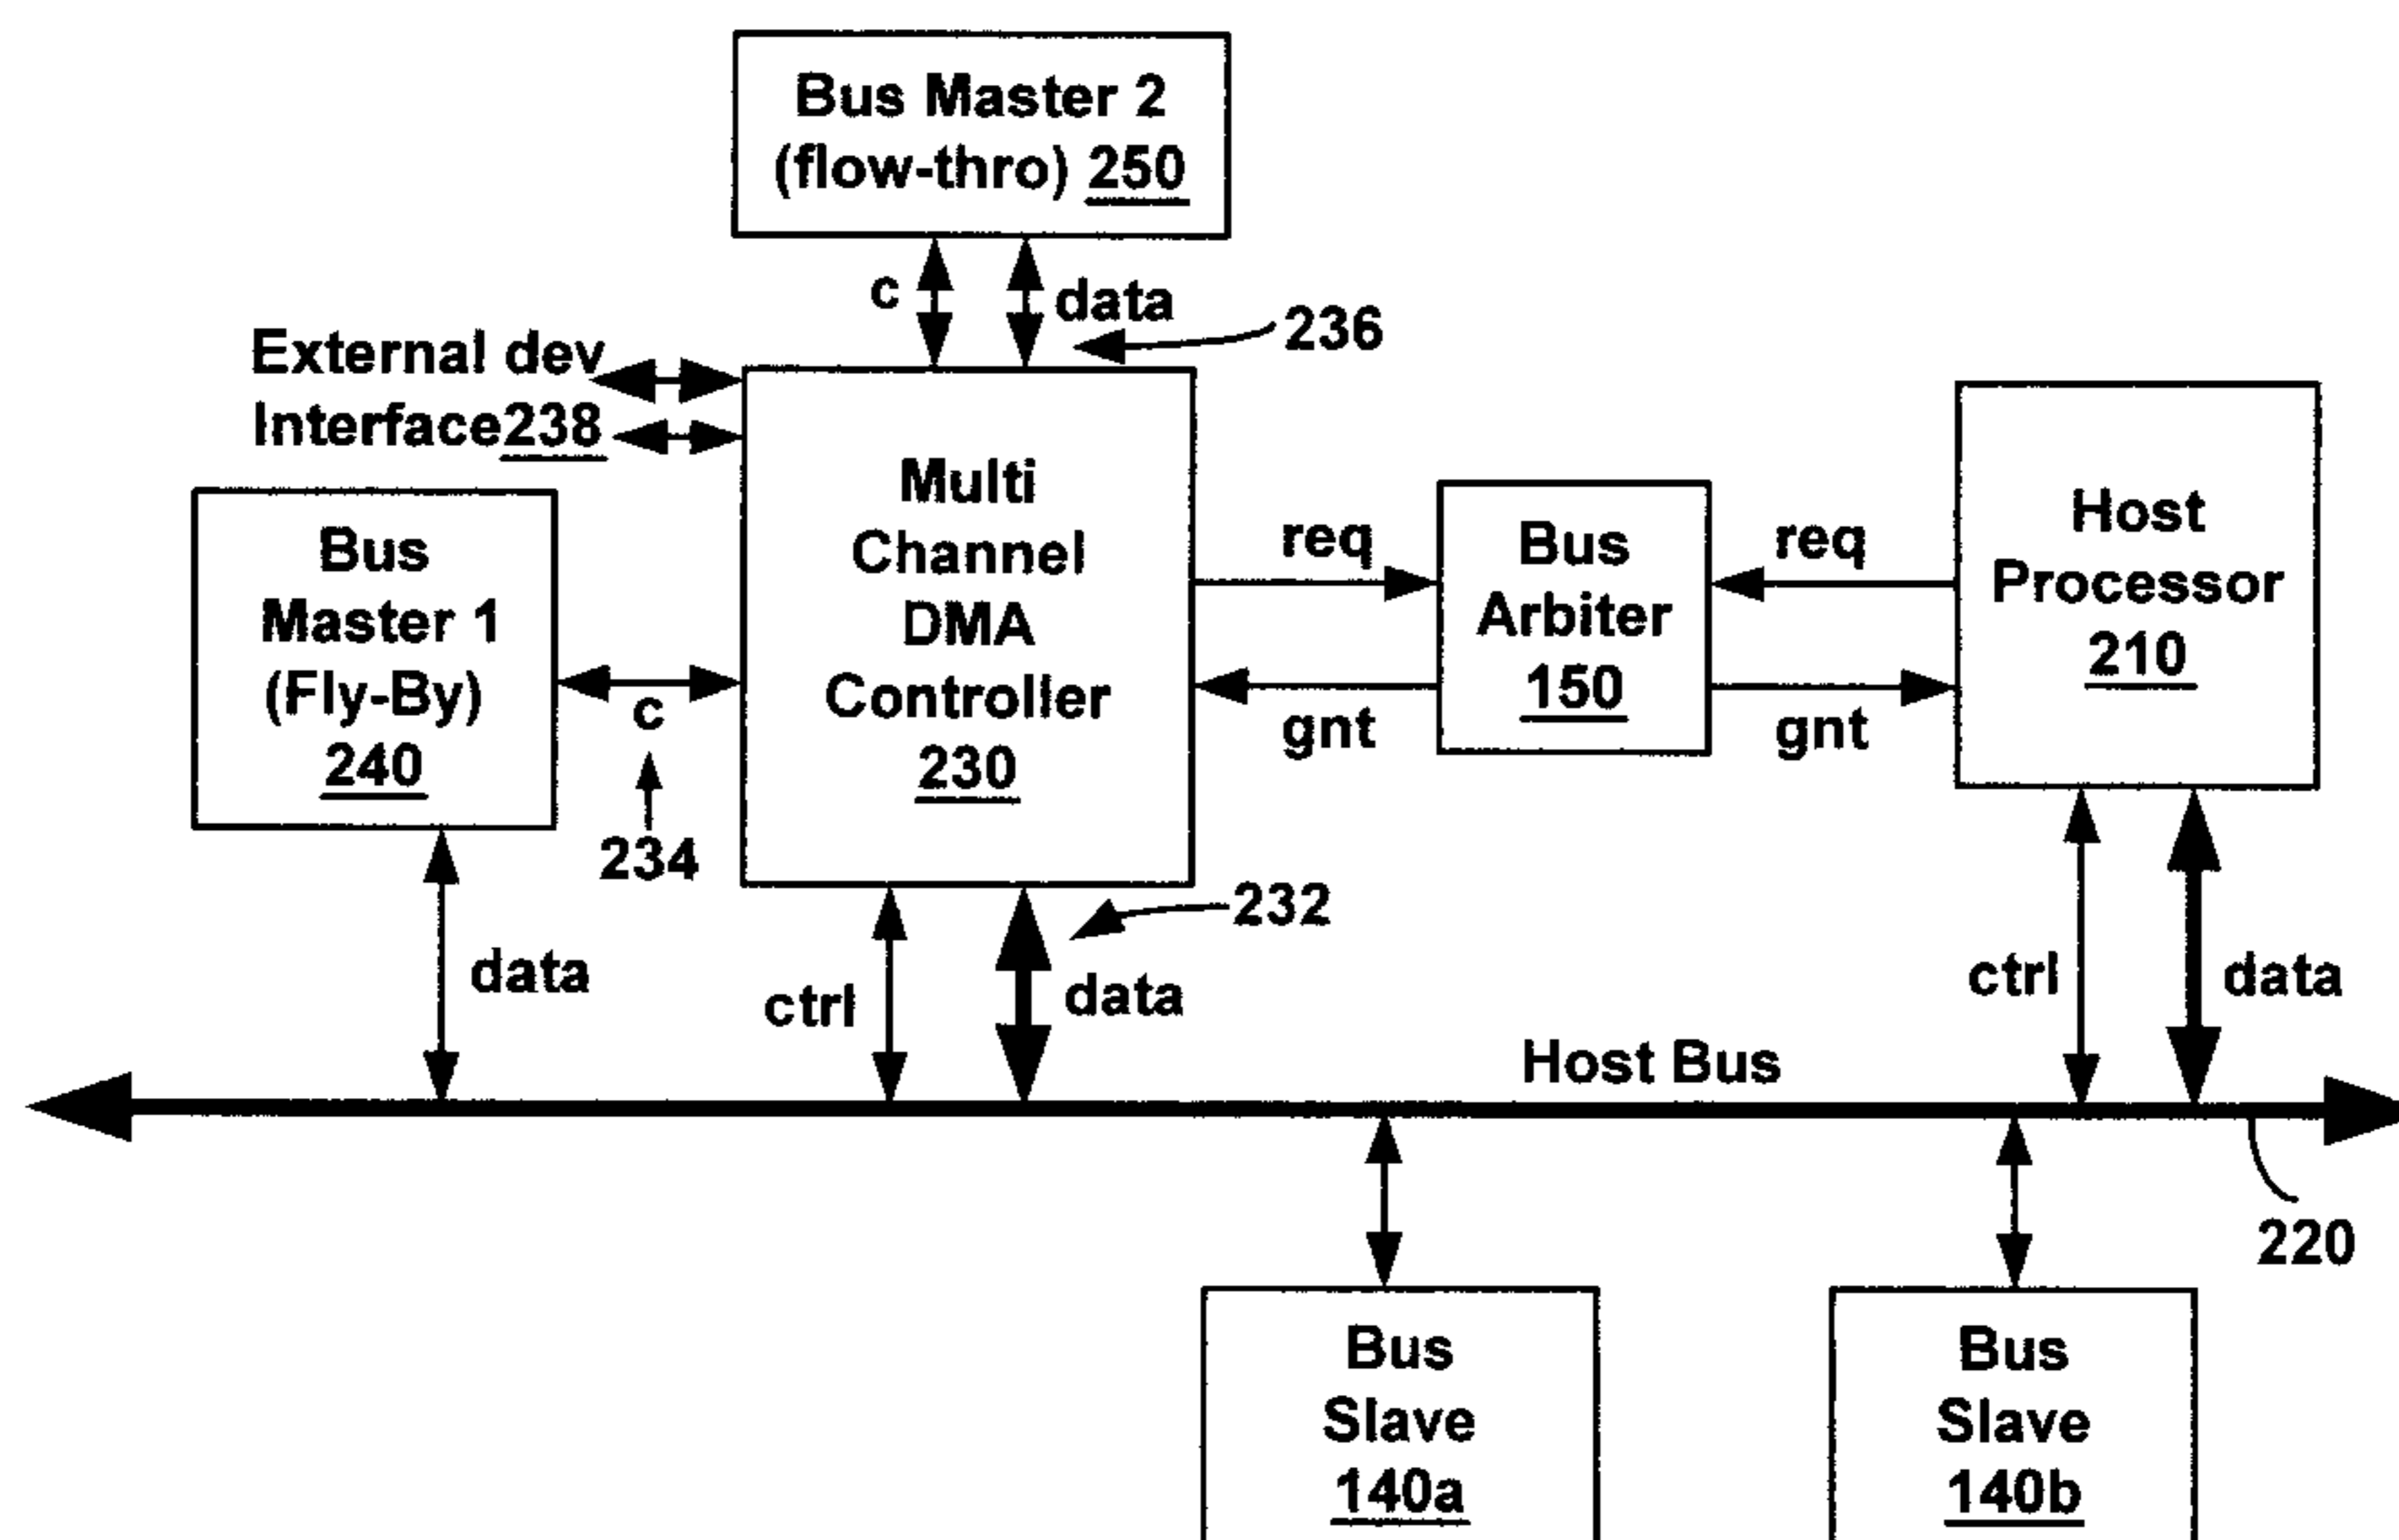 Bus Master 2
(flow-thro) 250
c
data
236
External dev
Interface238
Multi
Channel
DMA
Controller
230
Bus
Master 1
(Fly-By)
240
c
234
req
gnt
Bus
Arbiter
150
req
gnt
Host
Processor
210
data
ctrl
data
232
ctrl
data
Host Bus
220
Bus
Slave
140a
Bus
Slave
140b